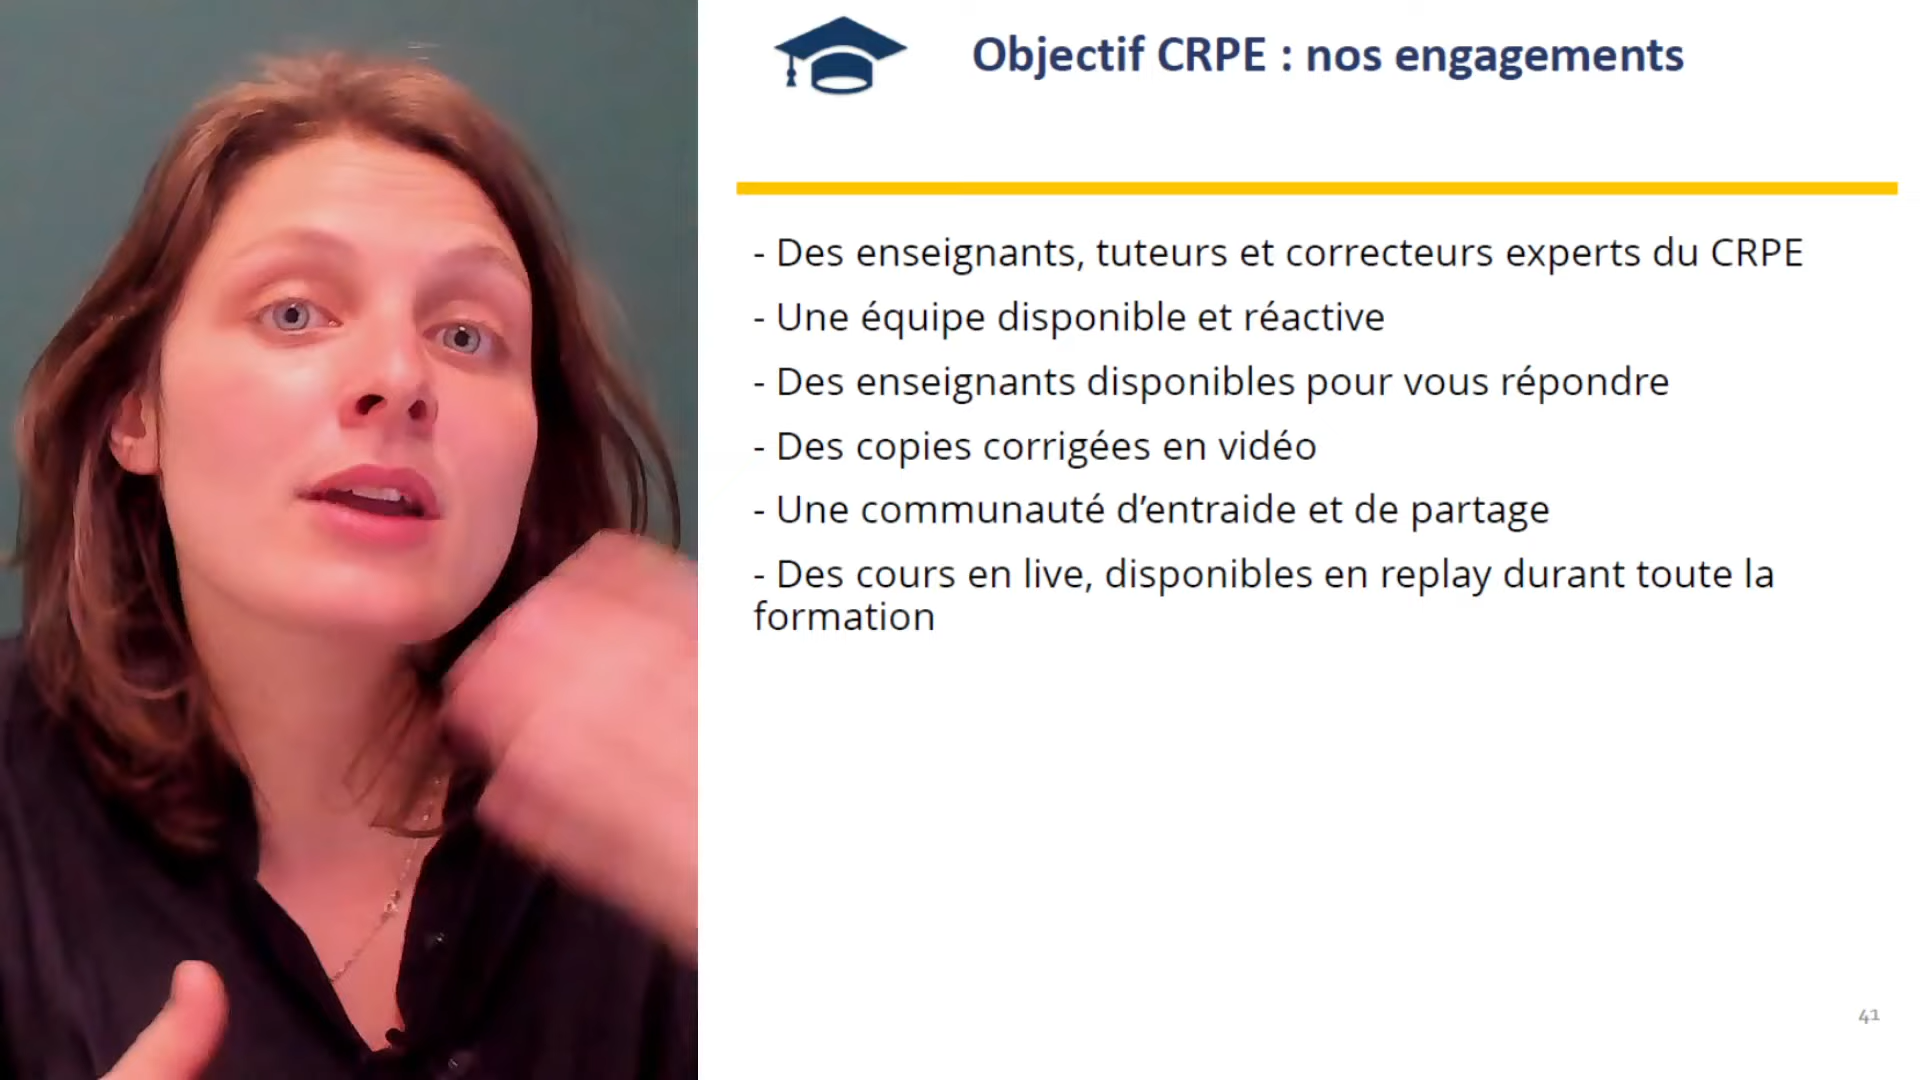 Objectif CRPE : nos engagements
- Des enseignants, tuteurs et correcteurs experts du CRPE
- Une équipe disponible et réactive
- Des enseignants disponibles pour vous répondre
- Des copies corrigées en vidéo
- Une communauté d’entraide et de partage
- Des cours en live, disponibles en replay durant toute la
formation
41